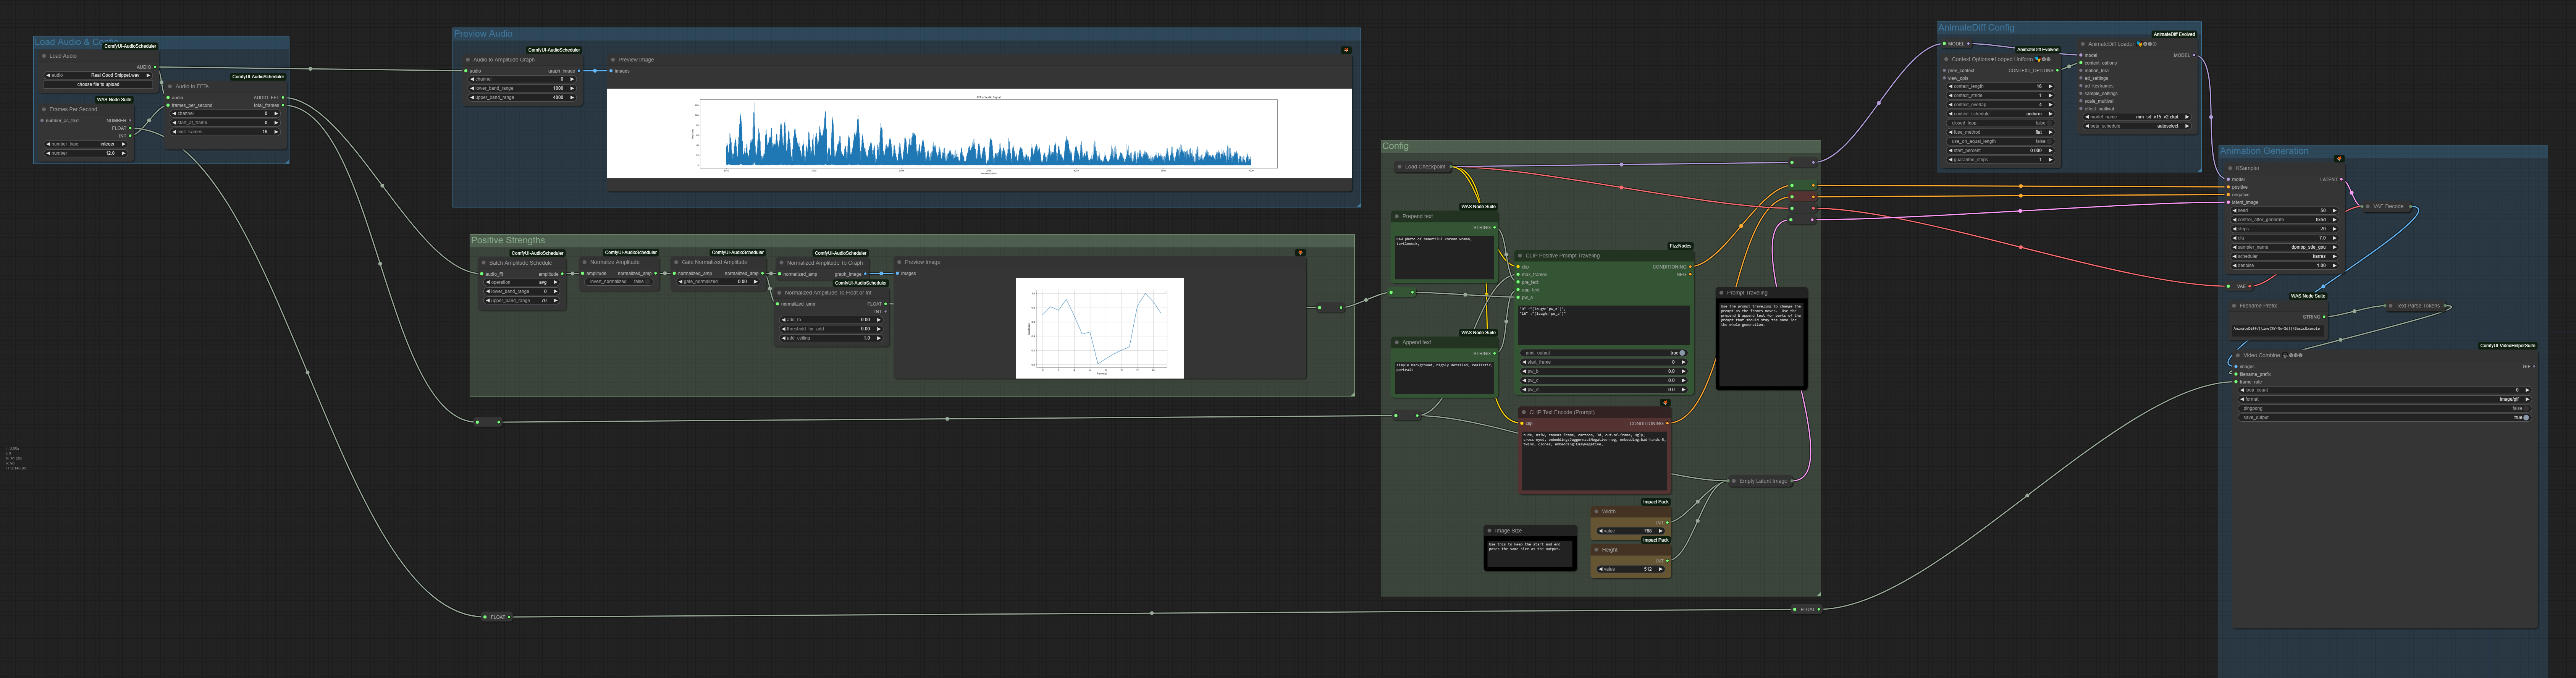 Load Audio & Config
ComfyUI-AudioScheduler
Load Audio
AUDIO
audio Real Good Snippet.wav
choose file to upload
WAS Node Suite
Frames Per Second
number_as_text NUMBER
FLOAT
INT
number_type integer
number 12.0
ComfyUI-AudioScheduler
Audio to FFTs
audio AUDIO_FFT
frames_per_second total_frames
channel 0
start_at_frame 0
limit_frames 16
Preview Audio
ComfyUI-AudioScheduler
Audio to Amplitude Graph
audio graph_image
channel 0
lower_band_range 1000
upper_band_range 4000
Preview Image
images
Positive Strengths
ComfyUI-AudioScheduler
Batch Amplitude Schedule
audio_fft amplitude
operation avg
lower_band_range 0
upper_band_range 70
ComfyUI-AudioScheduler
Normalize Amplitude
amplitude normalized_amp
invert_normalized false
ComfyUI-AudioScheduler
Gate Normalized Amplitude
normalized_amp normalized_amp
gate_normalized 0.00
ComfyUI-AudioScheduler
Normalized Amplitude To Graph
normalized_amp graph_image
ComfyUI-AudioScheduler
Normalized Amplitude To Float or Int
normalized_amp FLOAT
INT
add_to 0.00
threshold_for_add 0.00
add_ceiling 1.0
Preview Image
images
FLOAT
Config
Load Checkpoint
WAS Node Suite
Prepend text
STRING
RAW photo of beautiful korean woman,
turtleneck,
WAS Node Suite
Append text
STRING
simple background, highly detailed, realistic,
portrait
FizzNodes
CLIP Positive Prompt Traveling
clip CONDITIONING
max_frames NEG
pre_text
app_text
pw_a
"0" :"(laugh:`pw_a`)",
"16" :"(laugh:`pw_a`)"
print_output true
start_frame 0
pw_b 0.0
pw_c 0.0
pw_d 0.0
Prompt Traveling
Use the prompt traveling to change the
prompt as the frames moves. Use the
prepend & append text for parts of the
prompt that should stay the same for
the whole generation.
CLIP Text Encode (Prompt)
clip CONDITIONING
nude, nsfw, canvas frame, cartoon, 3d, out-of-frame, ugly,
cross-eyed, embedding:JuggernautNegative-neg, embedding:bad-hands-5,
twins, clones, embedding:EasyNegative,
Empty Latent Image
Impact Pack
Width
INT
value 768
Impact Pack
Height
INT
value 512
Image Size
Use this to keep the start and end
poses the same size as the output.
FLOAT
AnimateDiff Config
MODEL
AnimateDiff Evolved
Context Options◆Looped Uniform
prev_context CONTEXT_OPTIONS
view_opts
context_length 16
context_stride 1
context_overlap 4
context_schedule uniform
closed_loop false
fuse_method flat
use_on_equal_length false
start_percent 0.000
guarantee_steps 1
AnimateDiff Evolved
AnimateDiff Loader
model MODEL
context_options
motion_lora
ad_settings
ad_keyframes
sample_settings
scale_multival
effect_multival
model_name mm_sd_v15_v2.ckpt
beta_schedule autoselect
Animation Generation
KSampler
model LATENT
positive
negative
latent_image
seed 50
control_after_generate fixed
steps 20
cfg 7.0
sampler_name dpmpp_sde_gpu
scheduler karras
denoise 1.00
VAE Decode
VAE
WAS Node Suite
Filename Prefix
STRING
Text Parse Tokens
ComfyUI-VideoHelperSuite
Video Combine
images GIF
filename_prefix
frame_rate
loop_count 0
format image/gif
pingpong false
save_output true